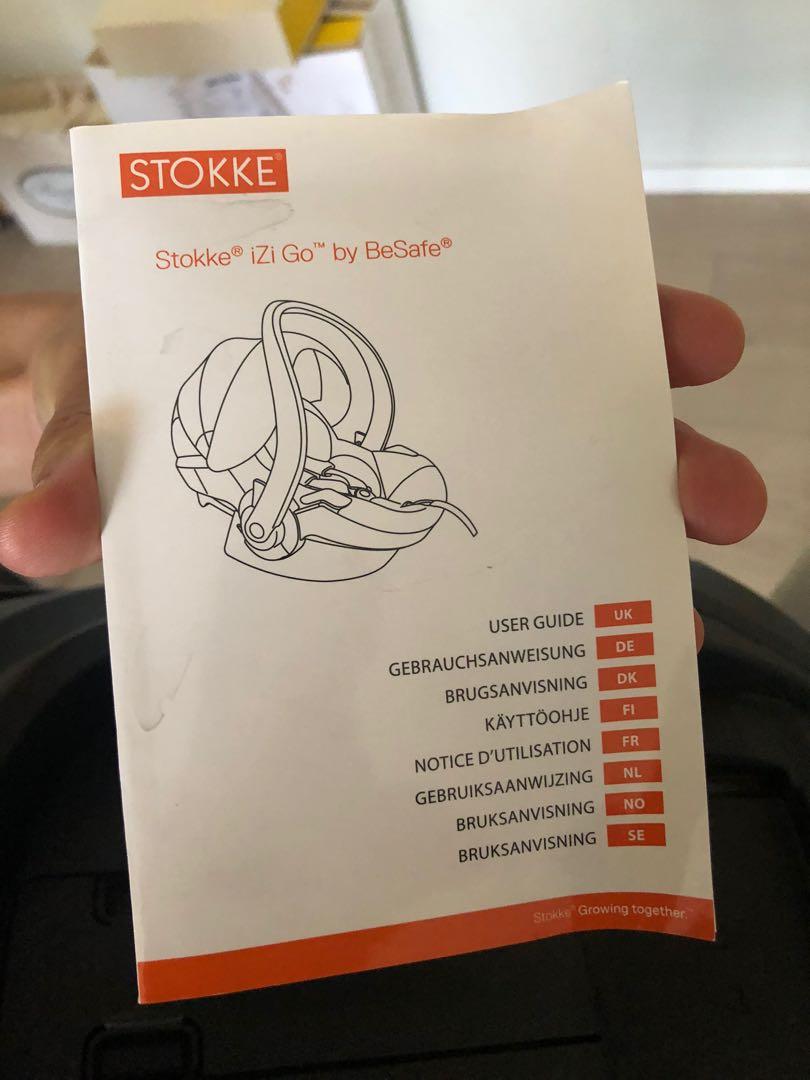 STOKKE®
Stokke® iZi Go™ by BeSafe®
USER GUIDE UK
GEBRAUCHSANWEISUNG DE
BRUGSANVISNING DK
KÄYTTÖOHJE FI
NOTICE D'UTILISATION FR
GEBRUIKSAANWIJZING NL
BRUKSANVISNING NO
BRUKSANVISNING SE
Stokke® Growing together.™